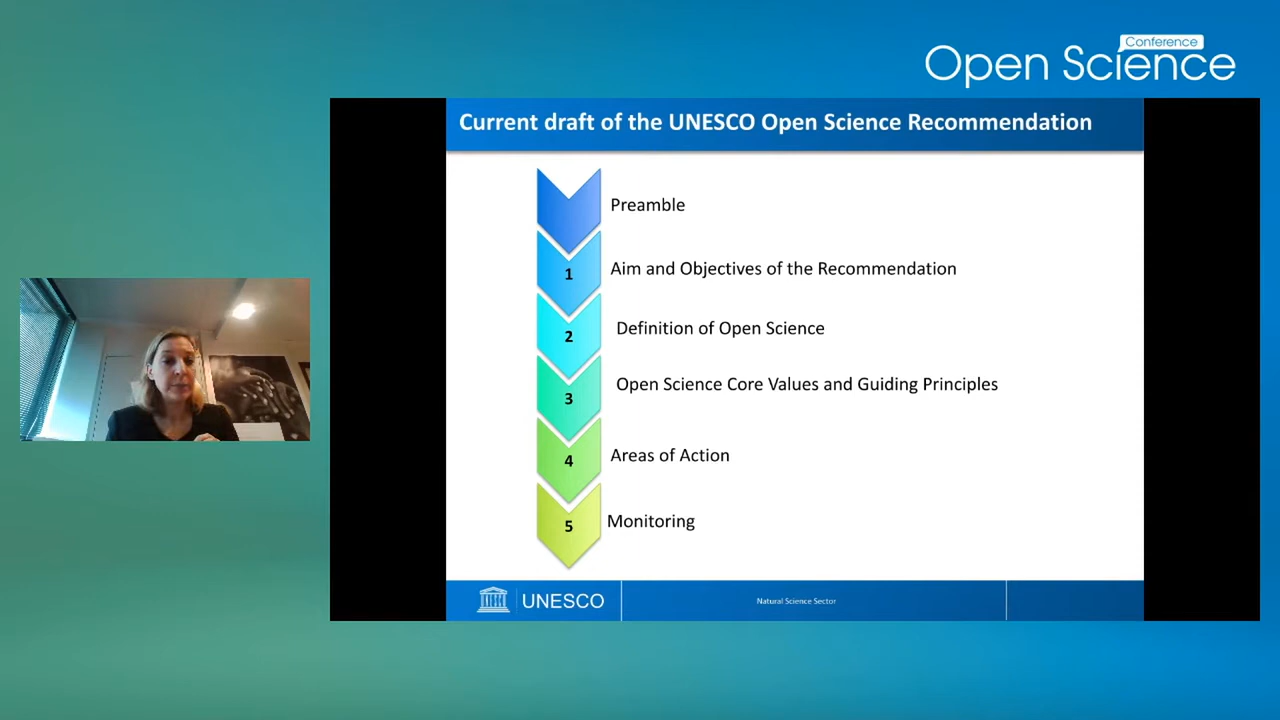 Conference
Open Science
Current draft of the UNESCO Open Science Recommendation
Preamble
1 Aim and Objectives of the Recommendation
2 Definition of Open Science
3 Open Science Core Values and Guiding Principles
4 Areas of Action
5 Monitoring
UNESCO
Natural Science Sector